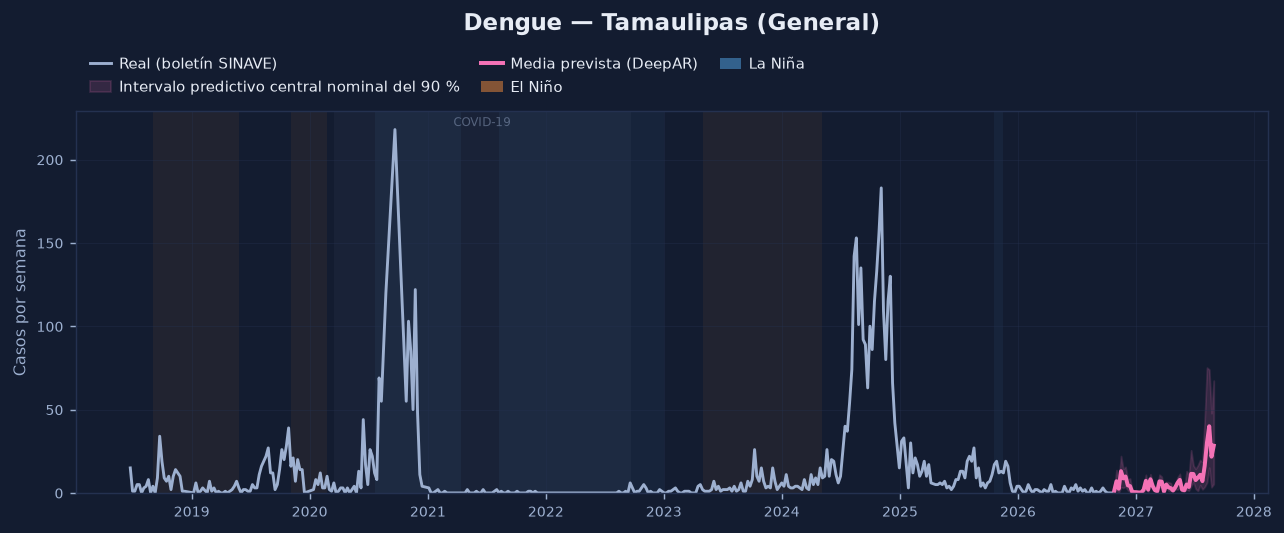 Dengue — Tamaulipas (General)
Real (boletín SINAVE)
Media prevista (DeepAR)
La Niña
Intervalo predictivo central nominal del 90 %
El Niño
COVID-19
Casos por semana
200
150
100
50
0
2019
2020
2021
2022
2023
2024
2025
2026
2027
2028